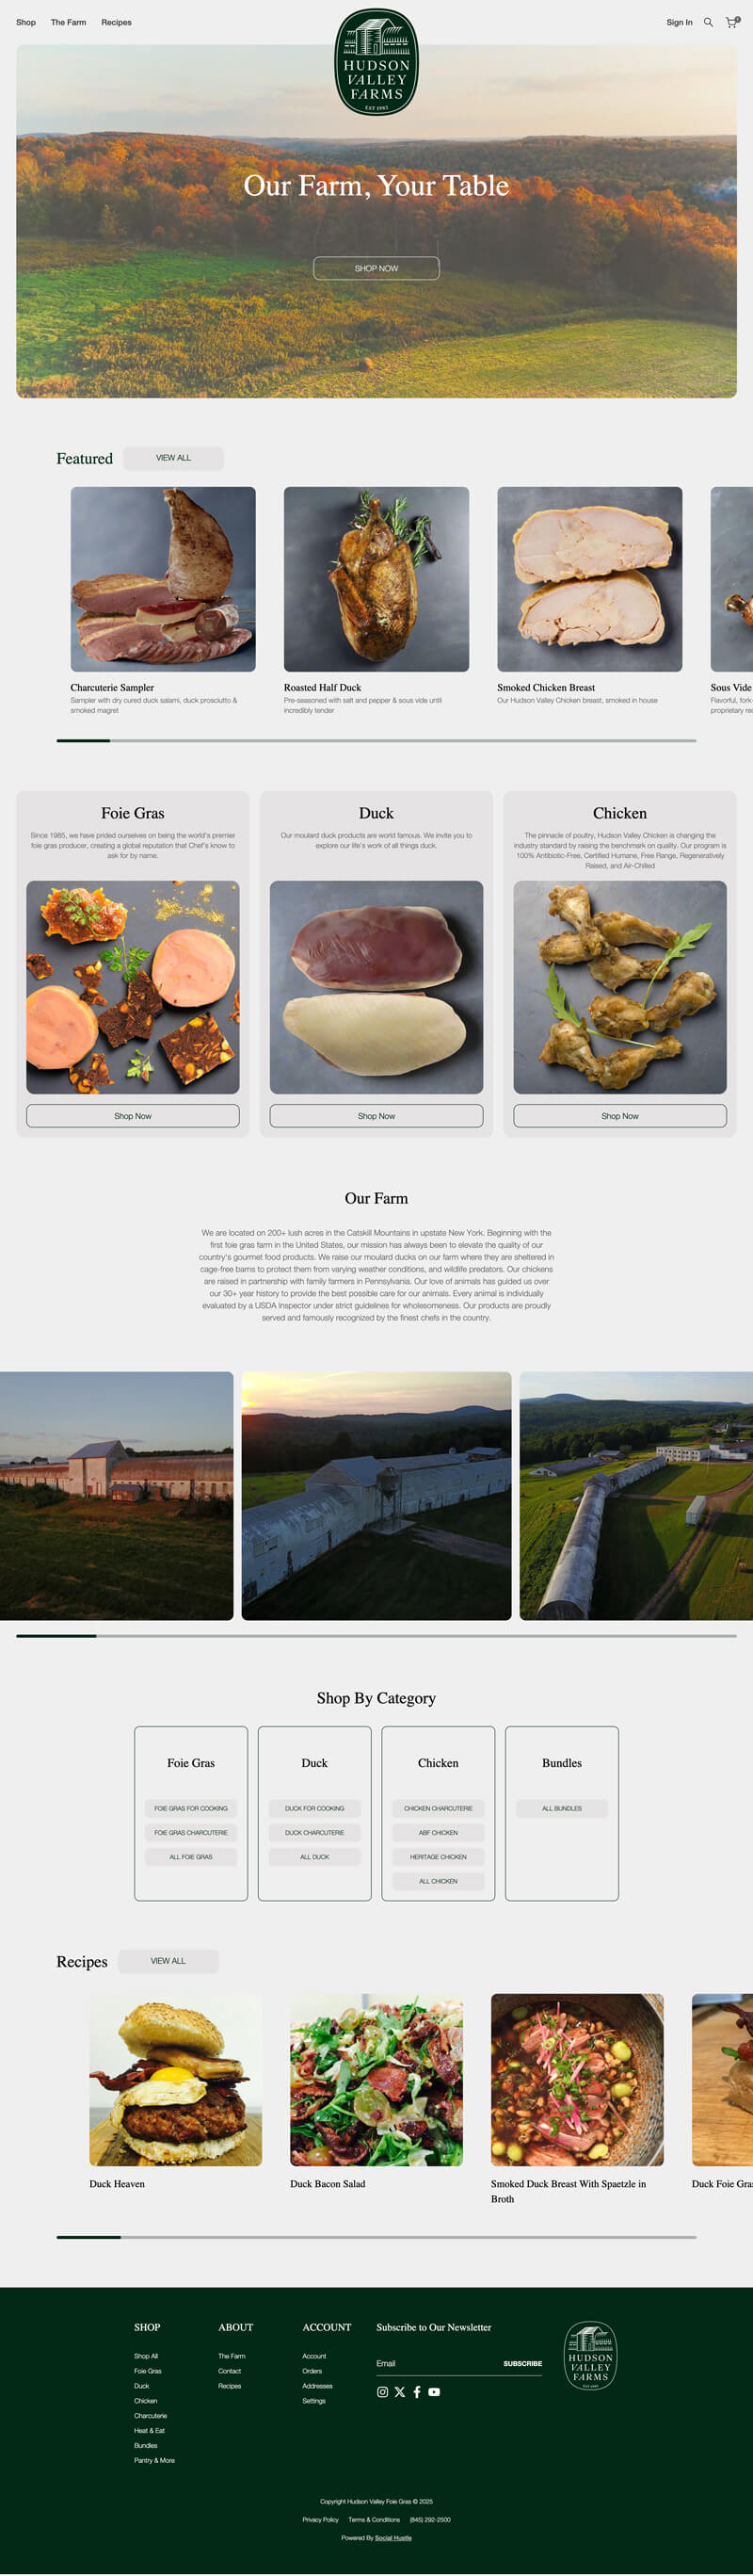 Shop
The Farm
Recipes
HUDSON
VALLEY
FARMS
EST 1985
Sign In
Our Farm, Your Table
SHOP NOW
Featured
VIEW ALL
Charcuterie Sampler
Sampler with dry cured duck salami, duck prosciutto &
smoked magret
Roasted Half Duck
Pre-seasoned with salt and pepper & sous vide until
incredibly tender
Smoked Chicken Breast
Our Hudson Valley Chicken breast, smoked in house
Sous Vide
Flavorful, fork-
proprietary re
Foie Gras
Since 1985, we have prided ourselves on being the world's premier
foie gras producer, creating a global reputation that Chef's know to
ask for by name.
Shop Now
Duck
Our moulard duck products are world famous. We invite you to
explore our life's work of all things duck.
Shop Now
Chicken
The pinnacle of poultry, Hudson Valley Chicken is changing the
industry standard by raising the benchmark on quality. Our program is
100% Antibiotic-Free, Certified Humane, Free Range, Regeneratively
Raised, and Air-Chilled
Shop Now
Our Farm
We are located on 200+ lush acres in the Catskill Mountains in upstate New York. Beginning with the
first foie gras farm in the United States, our mission has always been to elevate the quality of our
country's gourmet food products. We raise our moulard ducks on our farm where they are sheltered in
cage-free barns to protect them from varying weather conditions, and wildlife predators. Our chickens
are raised in partnership with family farmers in Pennsylvania. Our love of animals has guided us over
our 30+ year history to provide the best possible care for our animals. Every animal is individually
evaluated by a USDA Inspector under strict guidelines for wholesomeness. Our products are proudly
served and famously recognized by the finest chefs in the country.
Shop By Category
Foie Gras
FOIE GRAS FOR COOKING
FOIE GRAS CHARCUTERIE
ALL FOIE GRAS
Duck
DUCK FOR COOKING
DUCK CHARCUTERIE
ALL DUCK
Chicken
CHICKEN CHARCUTERIE
ABF CHICKEN
HERITAGE CHICKEN
ALL CHICKEN
Bundles
ALL BUNDLES
Recipes
VIEW ALL
Duck Heaven
Duck Bacon Salad
Smoked Duck Breast With Spaetzle in
Broth
Duck Foie Gra
SHOP
Shop All
Foie Gras
Duck
Chicken
Charcuterie
Heat & Eat
Bundles
Pantry & More
ABOUT
The Farm
Contact
Recipes
ACCOUNT
Account
Orders
Addresses
Settings
Subscribe to Our Newsletter
Email
SUBSCRIBE
HUDSON
VALLEY
FARMS
Copyright Hudson Valley Foie Gras © 2025
Privacy Policy
Terms & Conditions
(845) 292-2500
Powered By Social Hustle